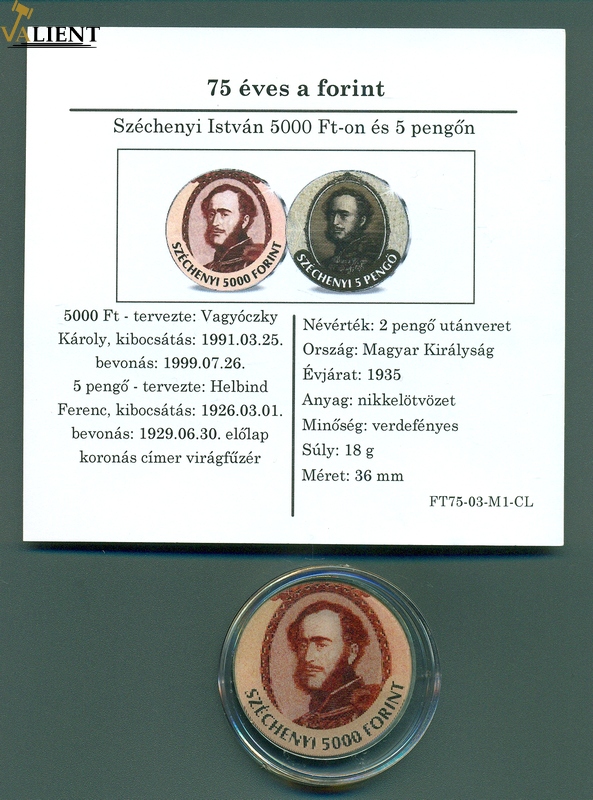 VALIENT
75 éves a forint
Széchenyi István 5000 Ft-on és 5 pengőn
SZÉCHENYI 5000 FORINT
SZÉCHENYI 5 PENGŐ
5000 Ft - tervezte: Vagyóczky
Károly, kibocsátás: 1991.03.25.
bevonás: 1999.07.26.
5 pengő - tervezte: Helbind
Ferenc, kibocsátás: 1926.03.01.
bevonás: 1929.06.30. előlap
koronás címer virágfűzér
Névérték: 2 pengő utánveret
Ország: Magyar Királyság
Évjárat: 1935
Anyag: nikkelötvözet
Minőség: verdefényes
Súly: 18 g
Méret: 36 mm
FT75-03-M1-CL
SZÉCHENYI 5000 FORINT